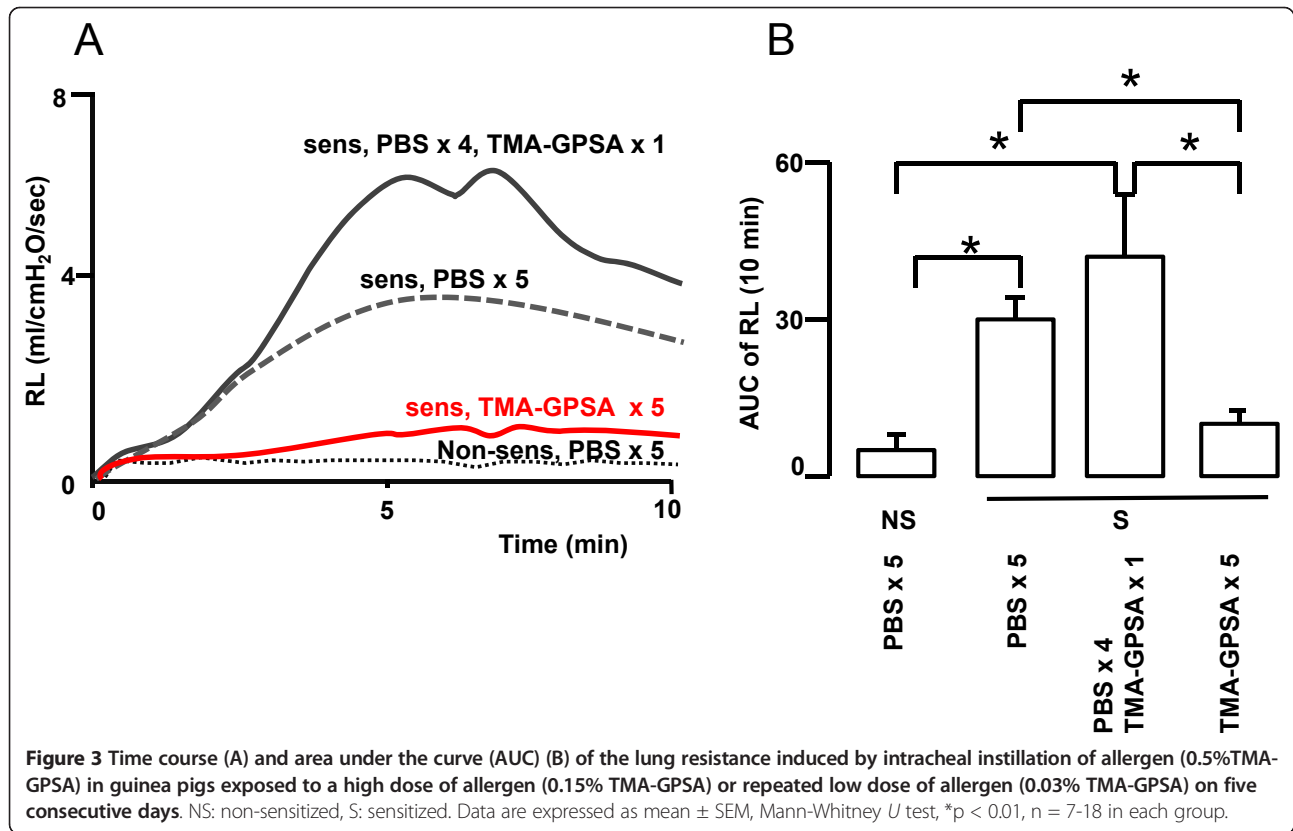 A
8
4
0
RL (ml/cmH₂O/sec)
sens, PBS x 4, TMA-GPSA x 1
sens, PBS x 5
sens, TMA-GPSA x 5
Non-sens, PBS x 5
0
5
10
Time (min)
B
60
30
0
AUC of RL (10 min)
*
*
*
*
NS
S
PBS x 5
PBS x 5
PBS x 4
TMA-GPSA x 1
TMA-GPSA x 5
Figure 3 Time course (A) and area under the curve (AUC) (B) of the lung resistance induced by intracheal instillation of allergen (0.5%TMA-
GPSA) in guinea pigs exposed to a high dose of allergen (0.15% TMA-GPSA) or repeated low dose of allergen (0.03% TMA-GPSA) on five
consecutive days. NS: non-sensitized, S: sensitized. Data are expressed as mean ± SEM, Mann-Whitney U test, *p < 0.01, n = 7-18 in each group.